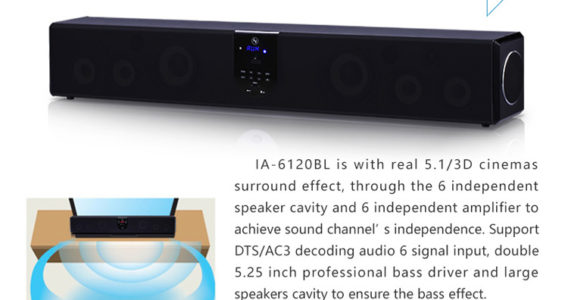 IA-6120BL is with real 5.1/3D cinemas
surround effect, through the 6 independent
speaker cavity and 6 independent amplifier to
achieve sound channel’ s independence. Support
DTS/AC3 decoding audio 6 signal input, double
5.25 inch professional bass driver and large
speakers cavity to ensure the bass effect.